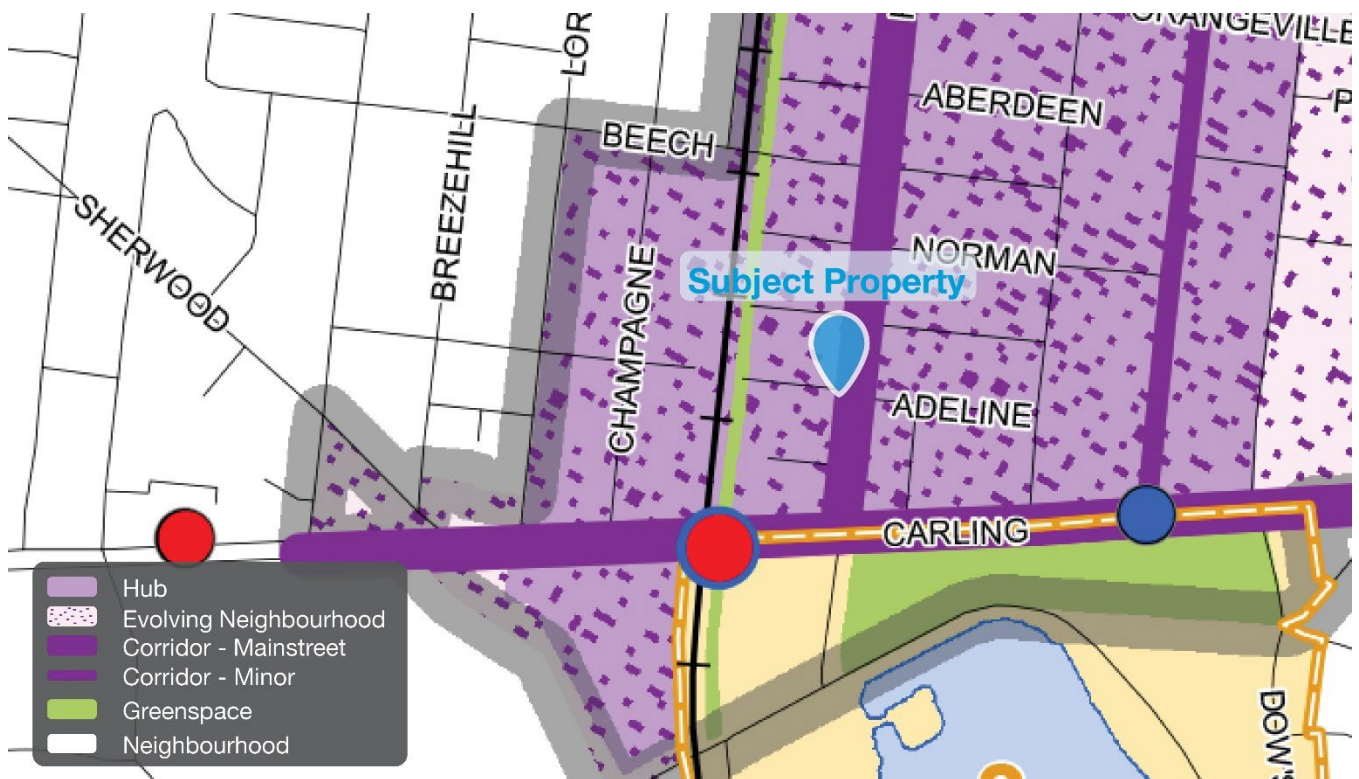 LOR
ORANGEVILLE
ABERDEEN
BEECH
BREEZEHILL
SHERWOOD
NORMAN
CHAMPAGNE
Subject Property
ADELINE
CARLING
Hub
Evolving Neighbourhood
Corridor - Mainstreet
Corridor - Minor
Greenspace
Neighbourhood
DOW'S